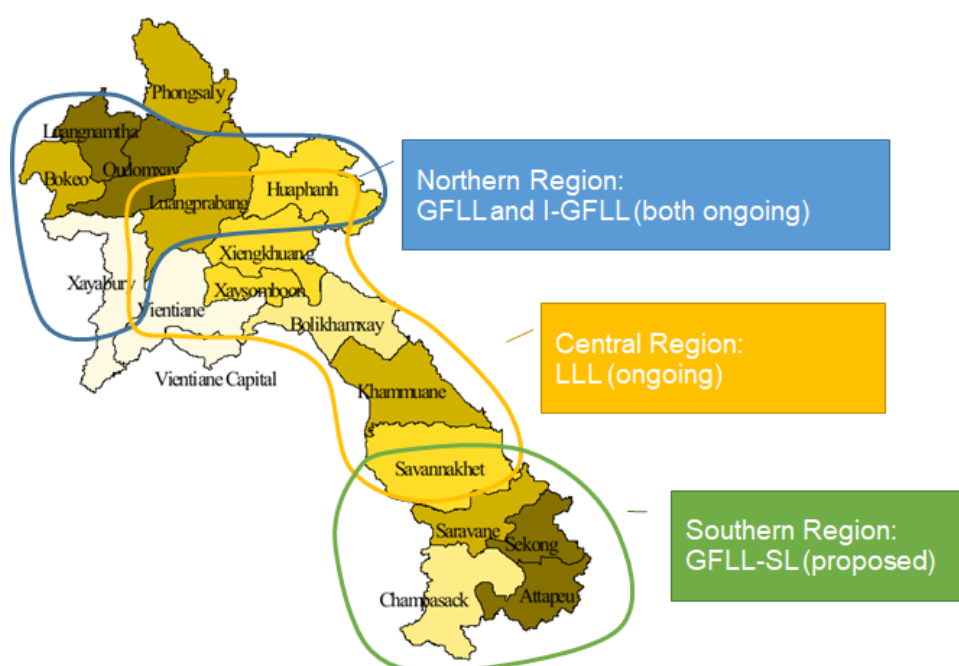 Phongsaly
Luangnamtha
Bokeo
Oudomxay
Luangprabang
Huaphanh
Xiengkhuang
Xayabury
Xaysomboon
Vientiane
Bolikhamxay
Vientiane Capital
Khammuane
Savannakhet
Saravane
Sekong
Champasack
Attapeu
Northern Region:
GFLL and I-GFLL (both ongoing)
Central Region:
LLL (ongoing)
Southern Region:
GFLL-SL (proposed)